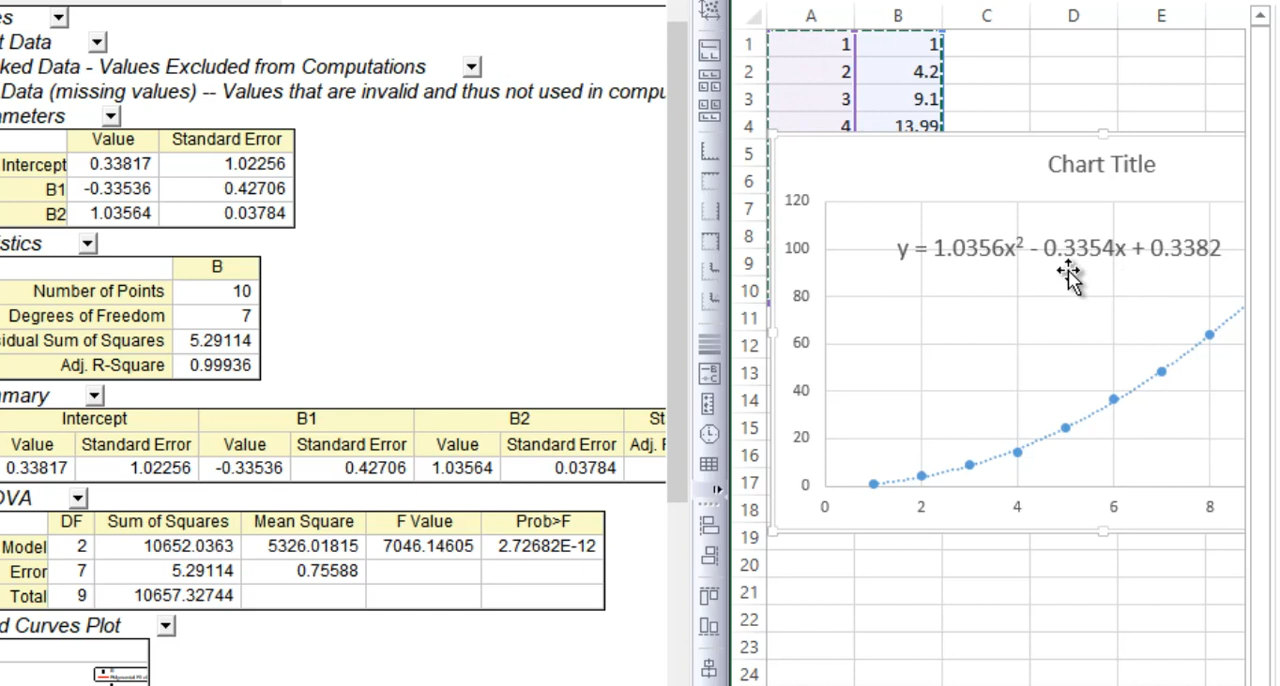 es
t Data
ked Data - Values Excluded from Computations
Data (missing values) -- Values that are invalid and thus not used in compu
ameters
Value Standard Error
Intercept 0.33817 1.02256
B1 -0.33536 0.42706
B2 1.03564 0.03784
istics
B
Number of Points 10
Degrees of Freedom 7
sidual Sum of Squares 5.29114
Adj. R-Square 0.99936
mmary
Intercept B1 B2 St
Value Standard Error Value Standard Error Value Standard Error Adj. R
0.33817 1.02256 -0.33536 0.42706 1.03564 0.03784
OVA
DF Sum of Squares Mean Square F Value Prob>F
Model 2 10652.0363 5326.01815 7046.14605 2.72682E-12
Error 7 5.29114 0.75588
Total 9 10657.32744
d Curves Plot
A B C D E
1 1 1
2 2 4.2
3 3 9.1
4 4 13.99
5
6
7
8
9
10
11
12
13
14
15
16
17
18
19
20
21
22
23
24
Chart Title
y = 1.0356x² - 0.3354x + 0.3382
120
100
80
60
40
20
0
0 2 4 6 8